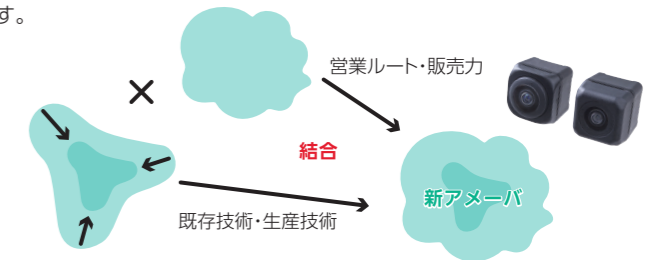 す。
営業ルート・販売力
結合
新アメーバ
既存技術・生産技術